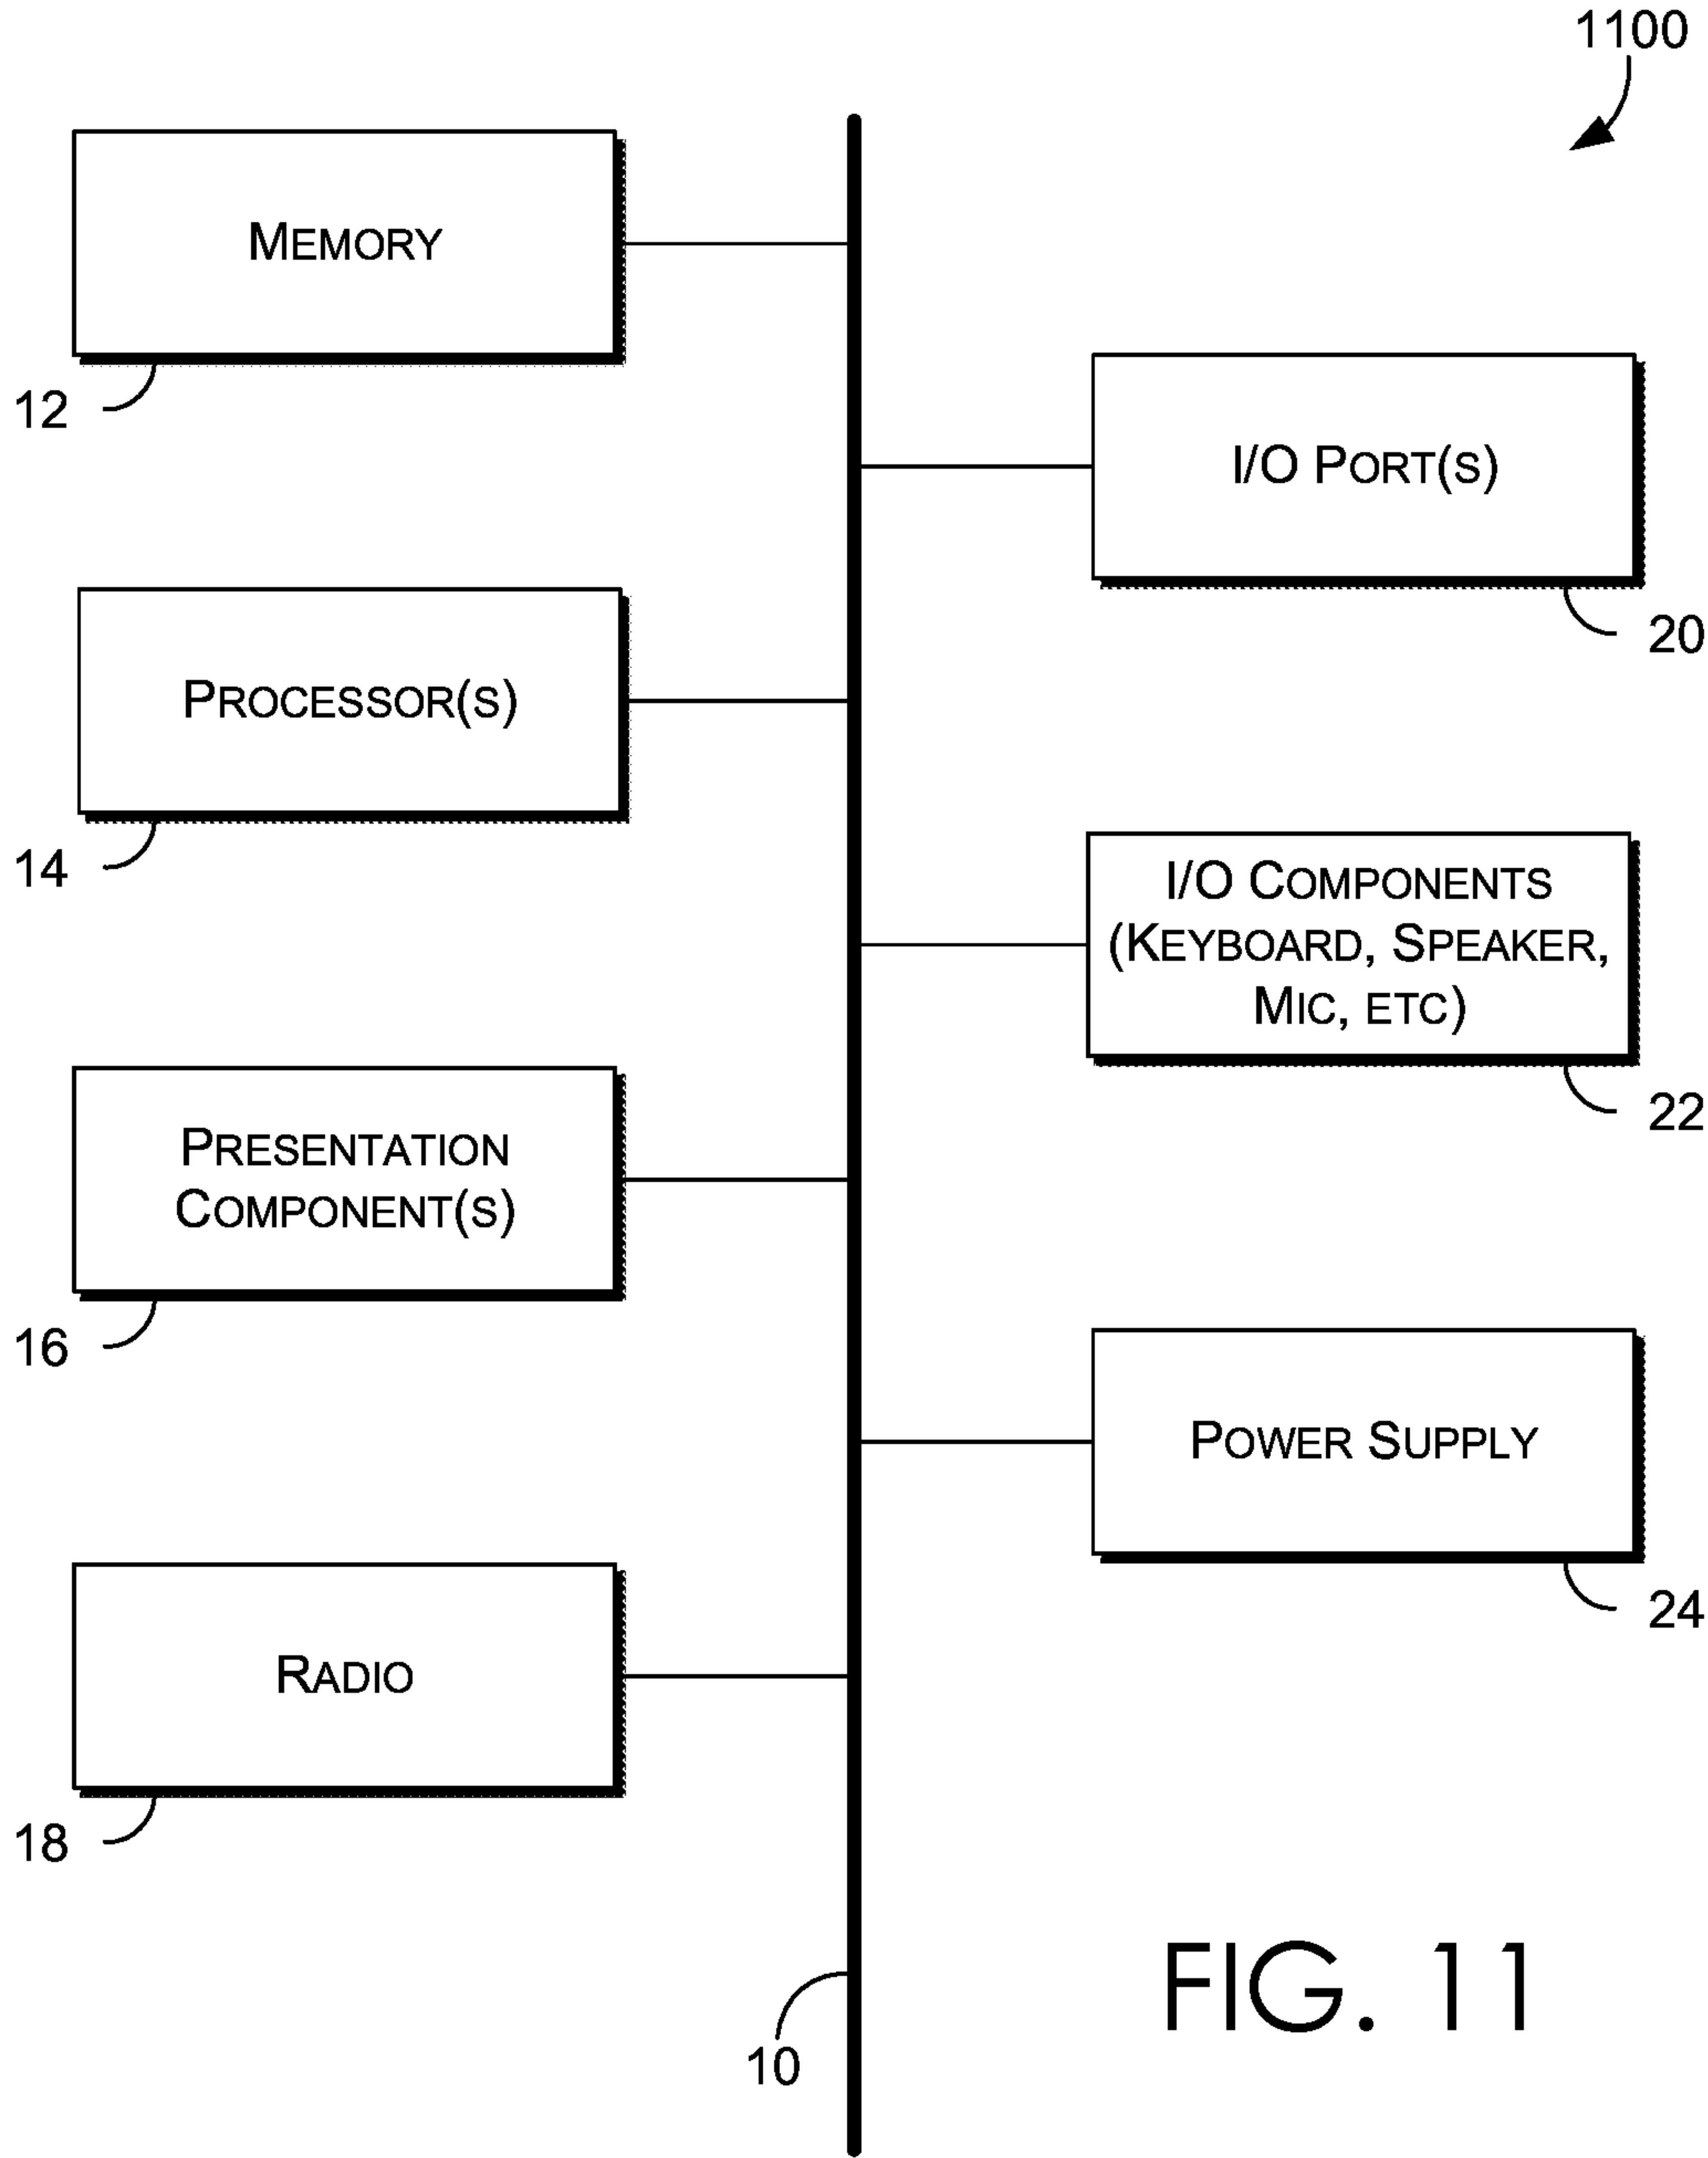 1100
MEMORY
12
I/O PORT(S)
20
PROCESSOR(S)
14
I/O COMPONENTS
(KEYBOARD, SPEAKER,
MIC, ETC)
22
PRESENTATION
COMPONENT(S)
16
POWER SUPPLY
24
RADIO
18
10
FIG. 11